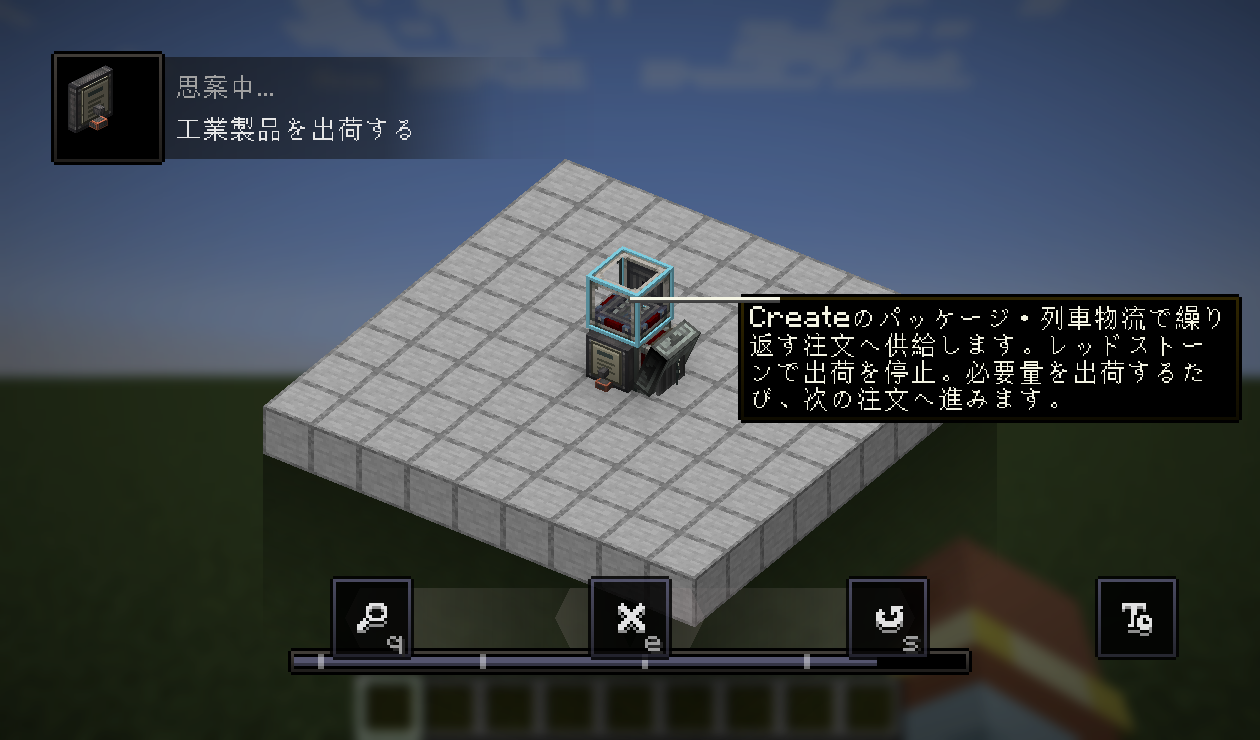 思案中...
工業製品を出荷する
Createのパッケージ・列車物流で繰り
返す注文へ供給します。レッドストー
ンで出荷を停止。必要量を出荷するた
び、次の注文へ進みます。
q
e
s
T